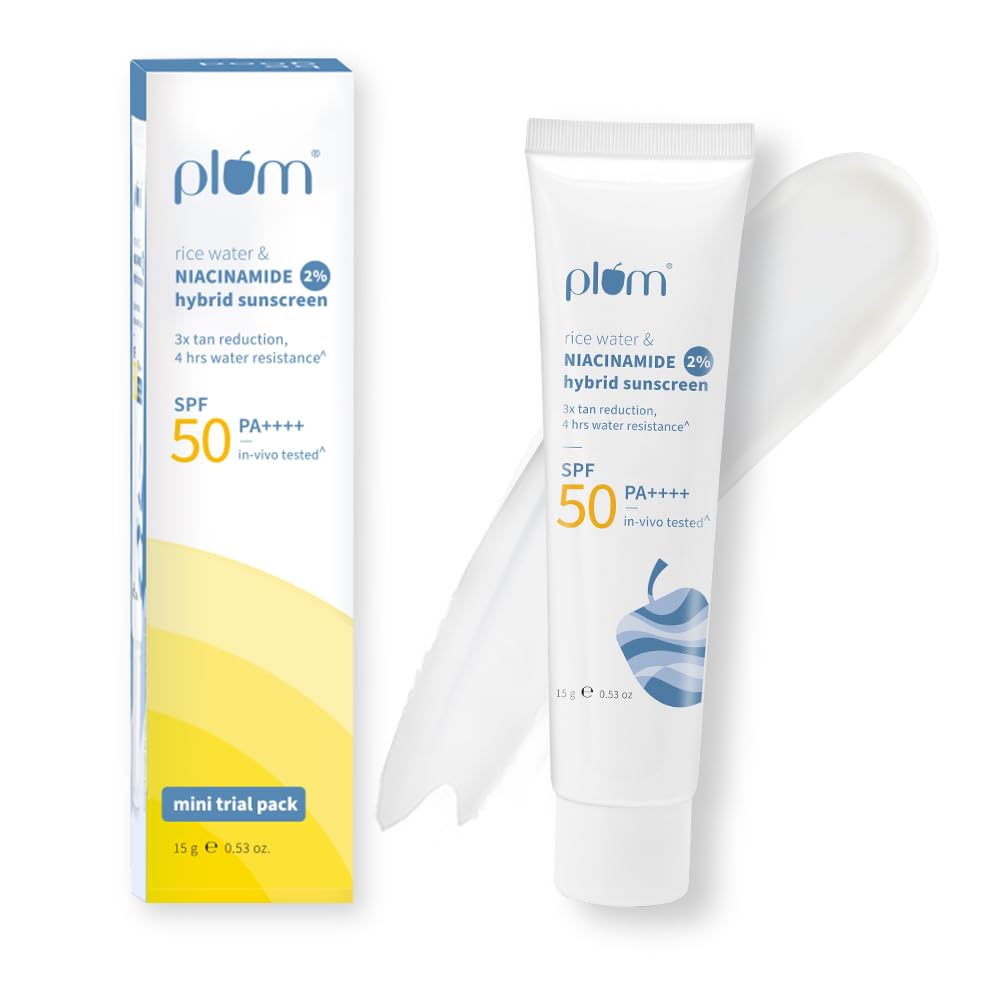 plum®
rice water &
NIACINAMIDE 2%
hybrid sunscreen
3x tan reduction,
4 hrs water resistance^
SPF
50 PA++++
in-vivo tested^
mini trial pack
15 g ℮ 0.53 oz.
plum®
rice water &
NIACINAMIDE 2%
hybrid sunscreen
3x tan reduction,
4 hrs water resistance^
SPF
50 PA++++
in-vivo tested^
15 g ℮ 0.53 oz